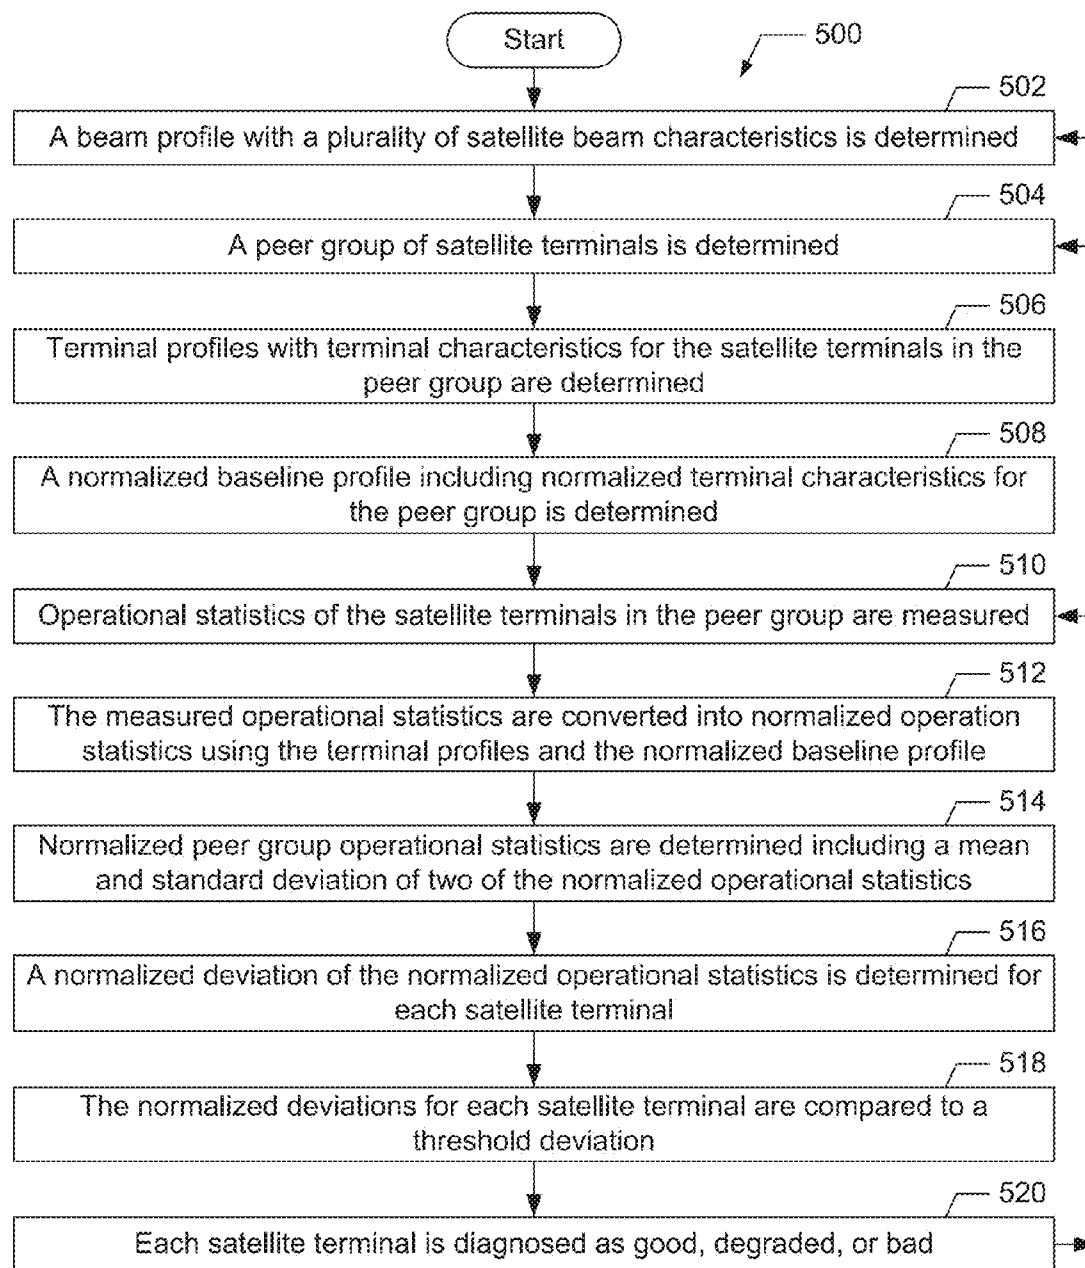 Start
500
502
A beam profile with a plurality of satellite beam characteristics is determined
504
A peer group of satellite terminals is determined
506
Terminal profiles with terminal characteristics for the satellite terminals in the
peer group are determined
508
A normalized baseline profile including normalized terminal characteristics for
the peer group is determined
510
Operational statistics of the satellite terminals in the peer group are measured
512
The measured operational statistics are converted into normalized operation
statistics using the terminal profiles and the normalized baseline profile
514
Normalized peer group operational statistics are determined including a mean
and standard deviation of two of the normalized operational statistics
516
A normalized deviation of the normalized operational statistics is determined for
each satellite terminal
518
The normalized deviations for each satellite terminal are compared to a
threshold deviation
520
Each satellite terminal is diagnosed as good, degraded, or bad